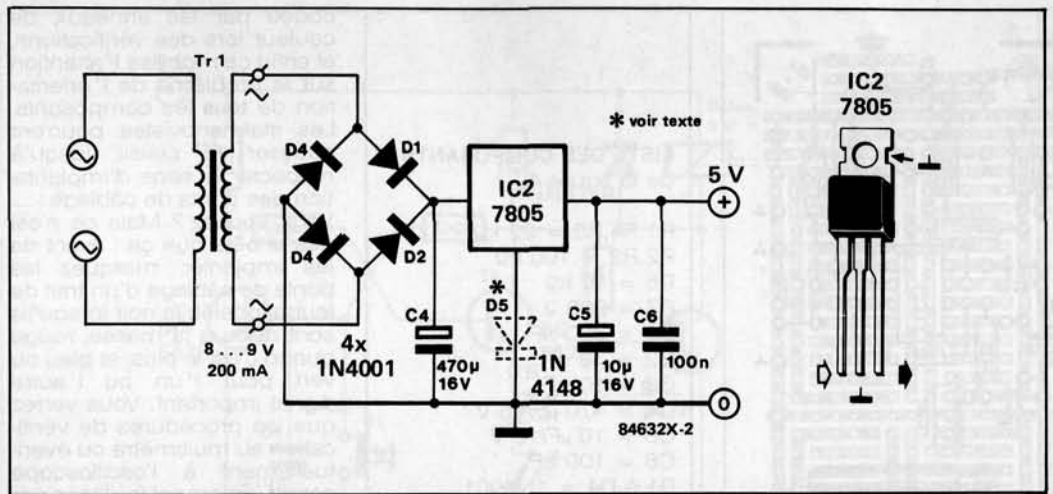 Tr 1
8 ... 9 V
200 mA
D4
D1
D4
D2
4x
1N4001
IC2
7805
C4
470µ
16V
*
D5
1N
4148
C5
10µ
16V
C6
100n
* voir texte
5 V
+
0
84632X-2
IC2
7805